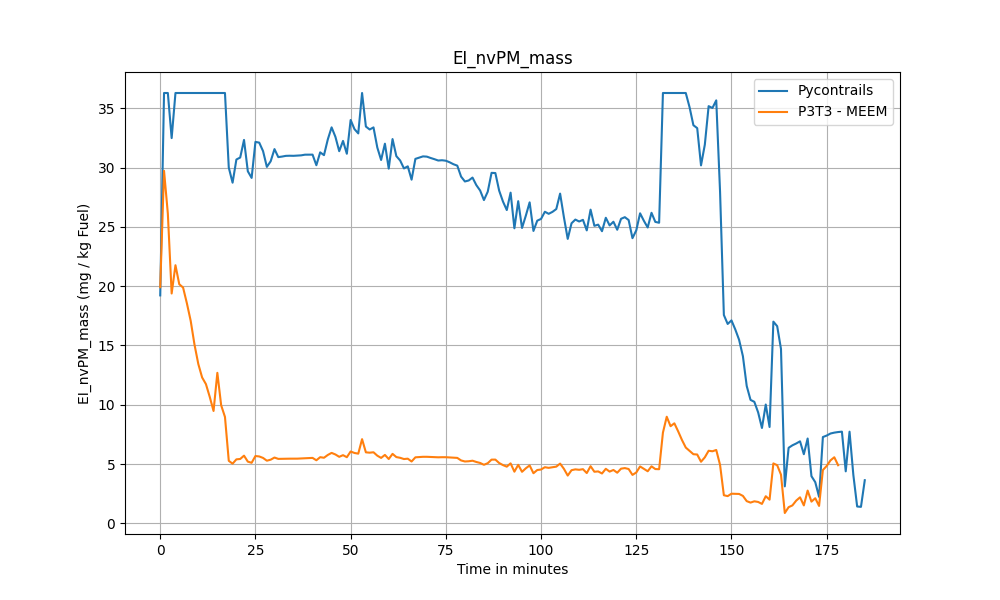 EI_nvPM_mass
Pycontrails
P3T3 - MEEM
EI_nvPM_mass (mg / kg Fuel)
35
30
25
20
15
10
5
0
0 25 50 75 100 125 150 175
Time in minutes